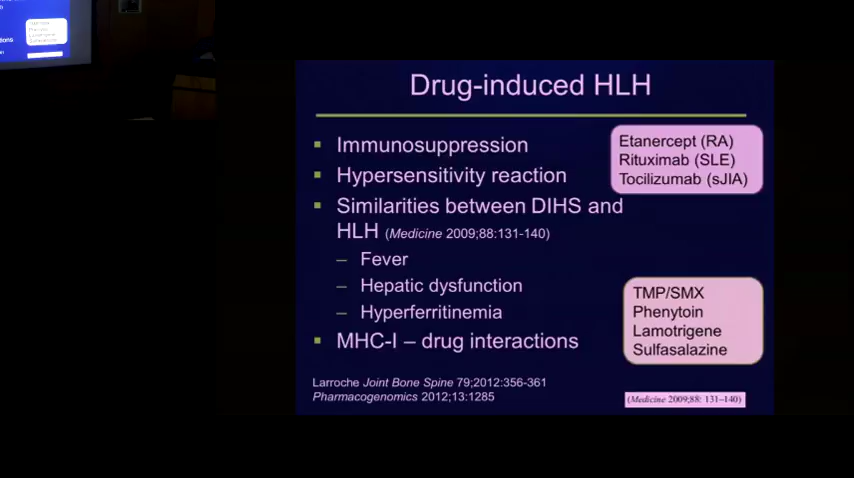 Drug-induced HLH
Immunosuppression
Hypersensitivity reaction
Similarities between DIHS and
HLH (Medicine 2009;88:131-140)
– Fever
– Hepatic dysfunction
– Hyperferritinemia
MHC-I – drug interactions
Etanercept (RA)
Rituximab (SLE)
Tocilizumab (sJIA)
TMP/SMX
Phenytoin
Lamotrigene
Sulfasalazine
Larroche Joint Bone Spine 79;2012:356-361
Pharmacogenomics 2012;13:1285
(Medicine 2009;88: 131–140)